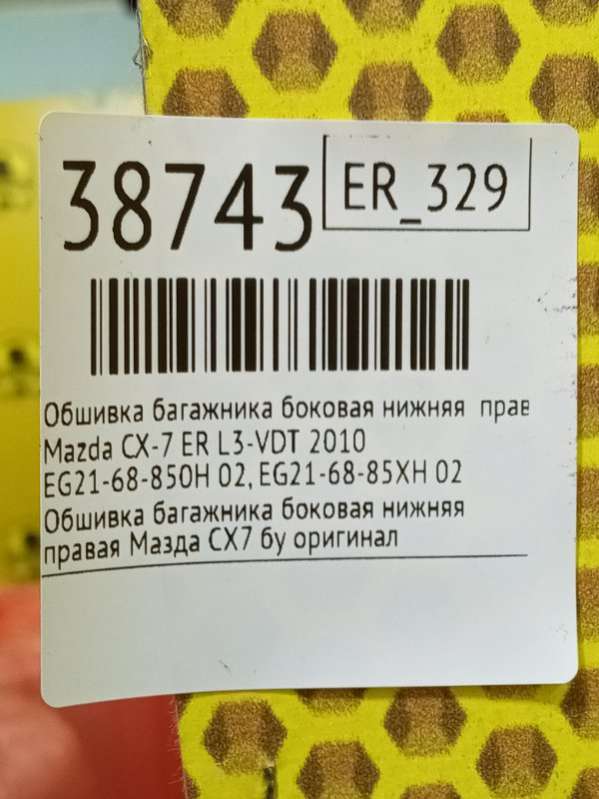 38743
ER_329
Обшивка багажника боковая нижняя прав
Mazda CX-7 ER L3-VDT 2010
EG21-68-850H 02, EG21-68-85XH 02
Обшивка багажника боковая нижняя
правая Мазда СХ7 бу оригинал